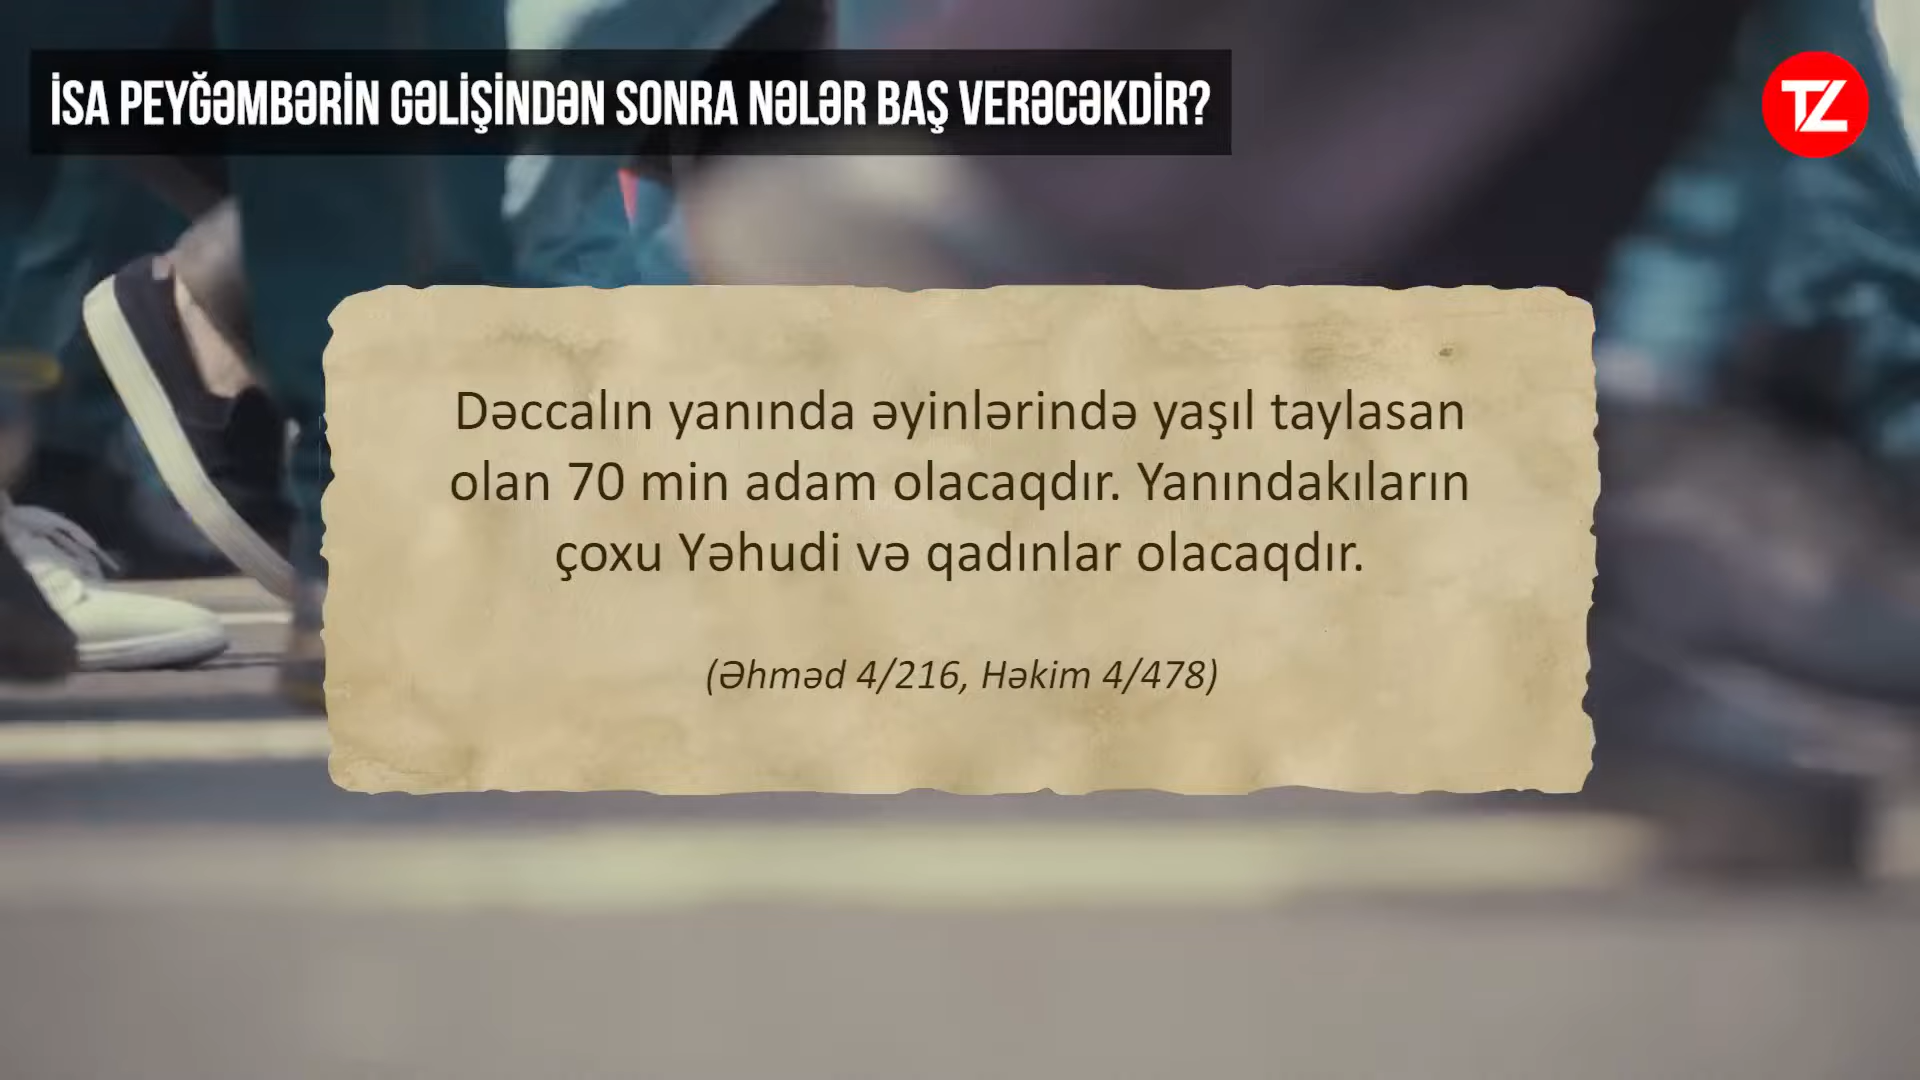 İSA PEYĞƏMBƏRİN GƏLİŞİNDƏN SONRA NƏLƏR BAŞ VERƏCƏKDİR?
TZ
Dəccalın yanında əyinlərində yaşıl taylasan
olan 70 min adam olacaqdır. Yanındakıların
çoxu Yəhudi və qadınlar olacaqdır.
(Əhməd 4/216, Həkim 4/478)